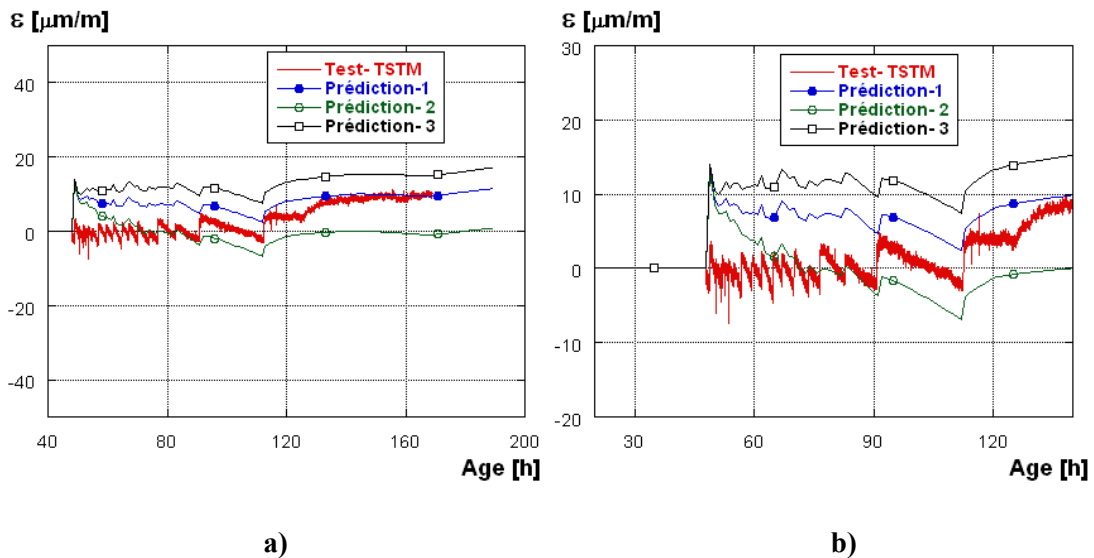 ε [μm/m]
40
20
0
-20
-40
40
80
120
160
200
Age [h]
Test- TSTM
Prédiction-1
Prédiction- 2
Prédiction- 3
a)
ε [μm/m]
30
20
10
0
-10
-20
30
60
90
120
Age [h]
Test- TSTM
Prédiction-1
Prédiction- 2
Prédiction- 3
b)